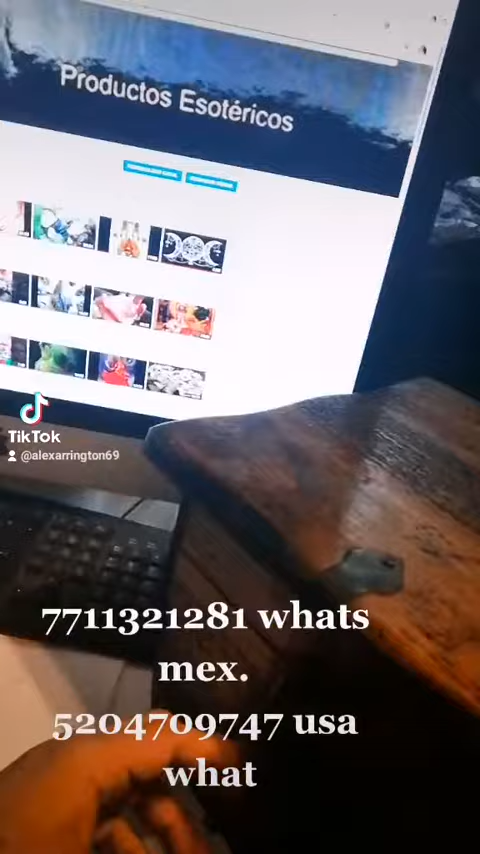 Productos Esotéricos
TikTok
@alexarrington69
7711321281 whats
mex.
5204709747 usa
what